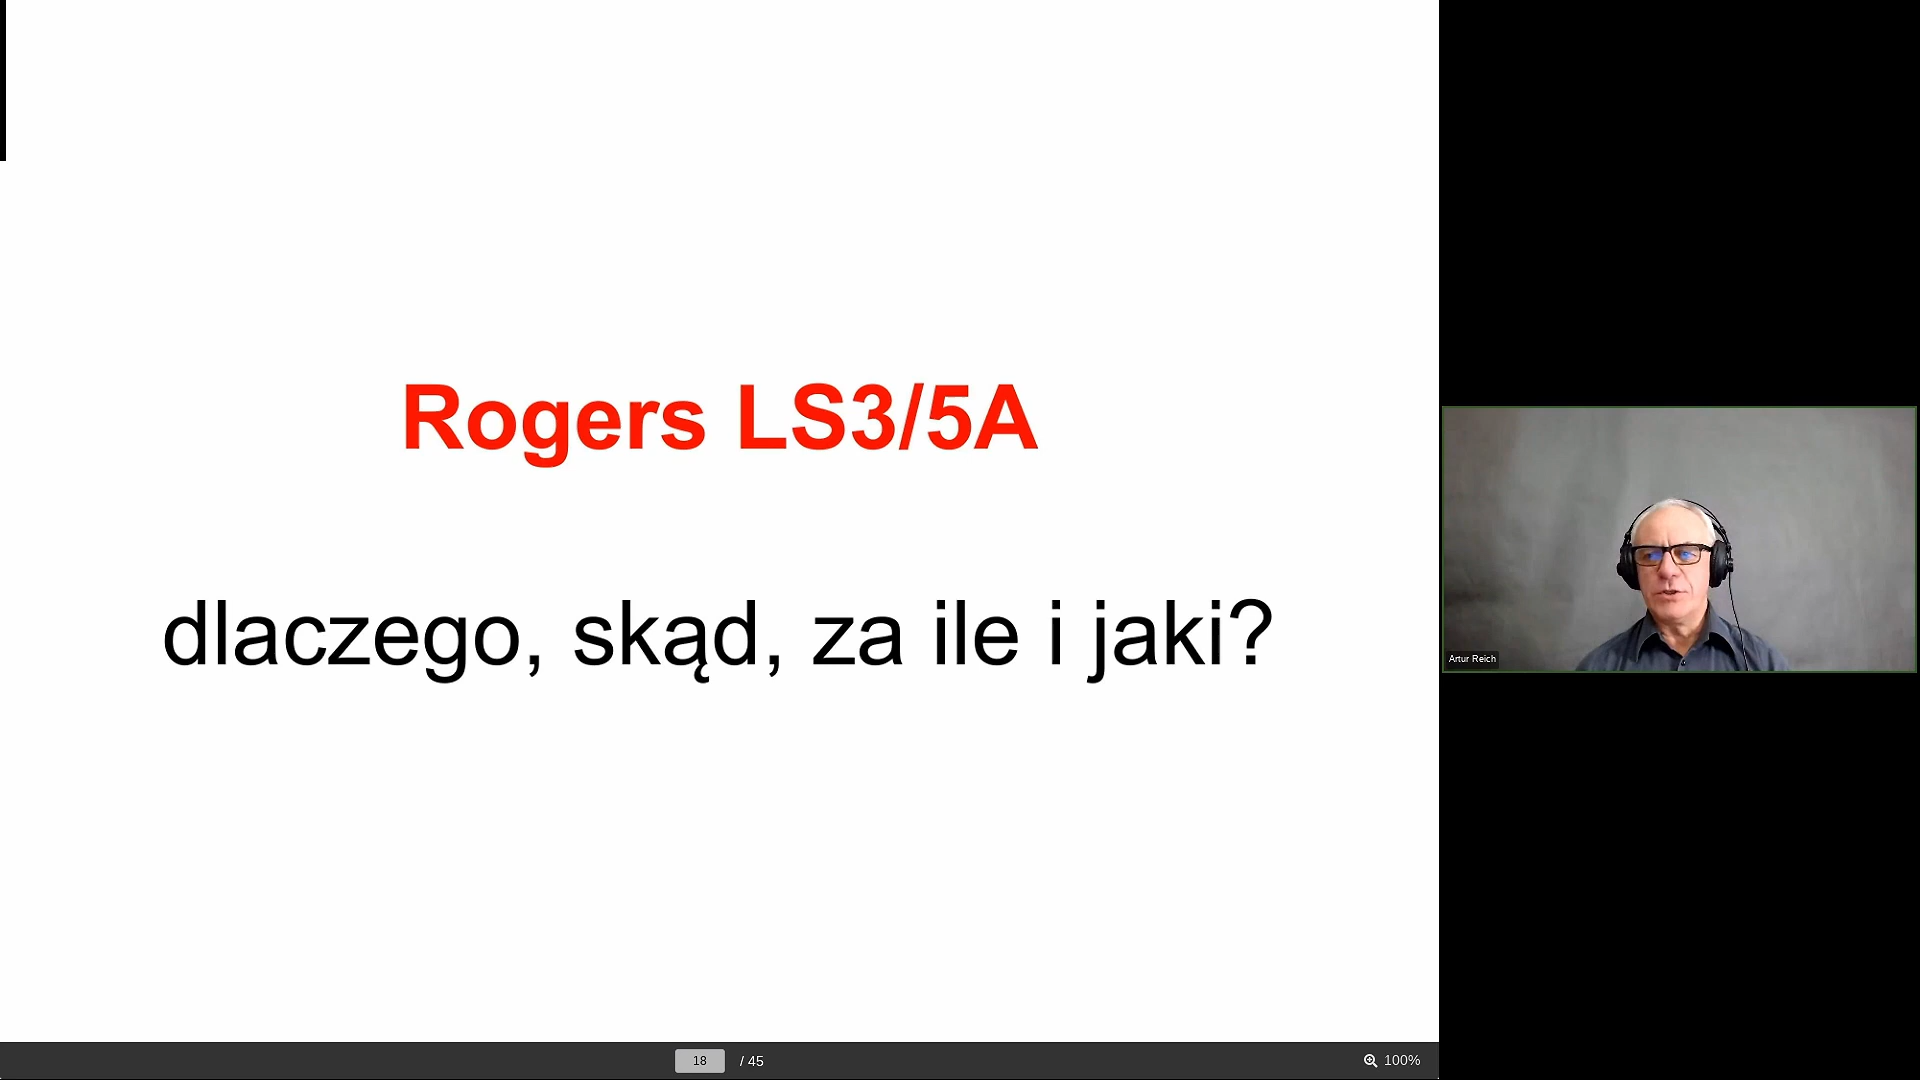 Rogers LS3/5A
dlaczego, skąd, za ile i jaki?
Artur Reich
18 / 45
100%